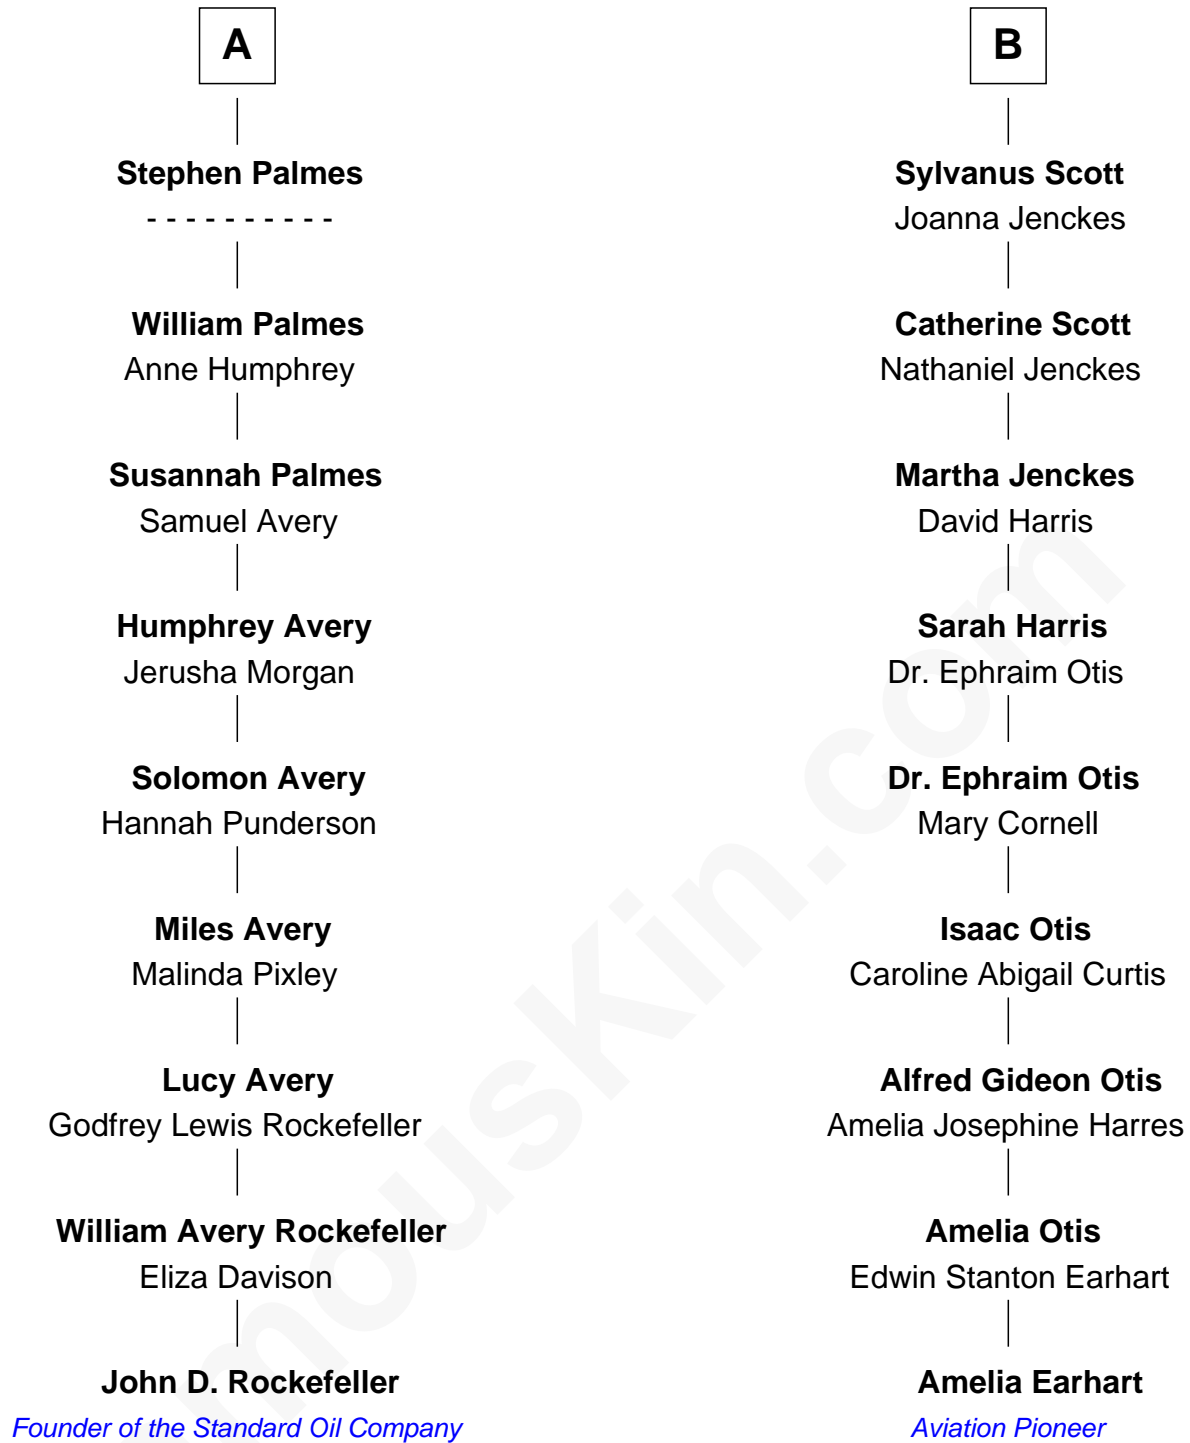 A
B
Stephen Palmes
- - - - - - - - - -
Sylvanus Scott
Joanna Jenckes
William Palmes
Anne Humphrey
Catherine Scott
Nathaniel Jenckes
Susannah Palmes
Samuel Avery
Martha Jenckes
David Harris
Humphrey Avery
Jerusha Morgan
Sarah Harris
Dr. Ephraim Otis
Solomon Avery
Hannah Punderson
Dr. Ephraim Otis
Mary Cornell
Miles Avery
Malinda Pixley
Isaac Otis
Caroline Abigail Curtis
Lucy Avery
Godfrey Lewis Rockefeller
Alfred Gideon Otis
Amelia Josephine Harres
William Avery Rockefeller
Eliza Davison
Amelia Otis
Edwin Stanton Earhart
John D. Rockefeller
Founder of the Standard Oil Company
Amelia Earhart
Aviation Pioneer
mousKin.com